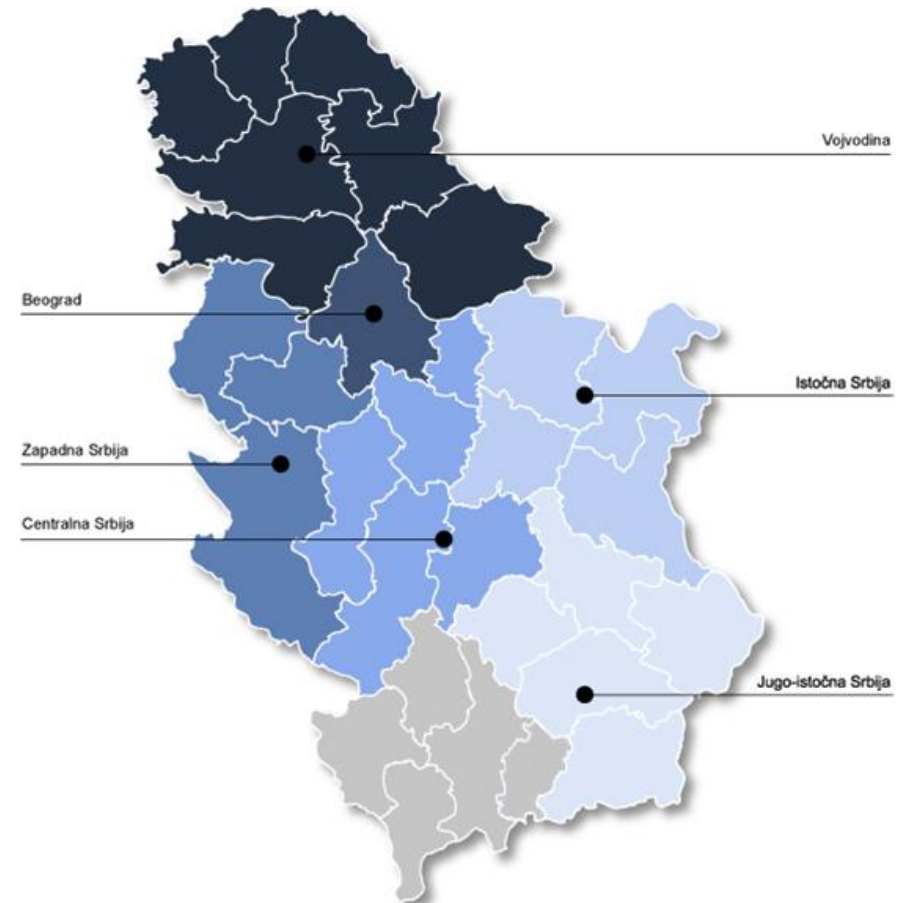 Vojvodina
Beograd
Istočna Srbija
Zapadna Srbija
Centralna Srbija
Jugo-istočna Srbija